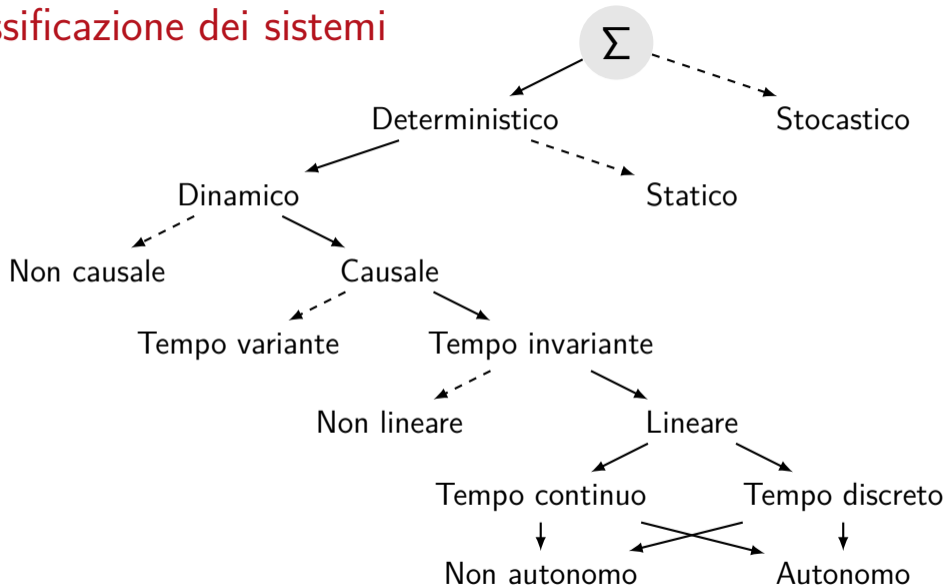 ssificazione dei sistemi
Σ
Deterministico
Stocastico
Dinamico
Statico
Non causale
Causale
Tempo variante
Tempo invariante
Non lineare
Lineare
Tempo continuo
Tempo discreto
Non autonomo
Autonomo